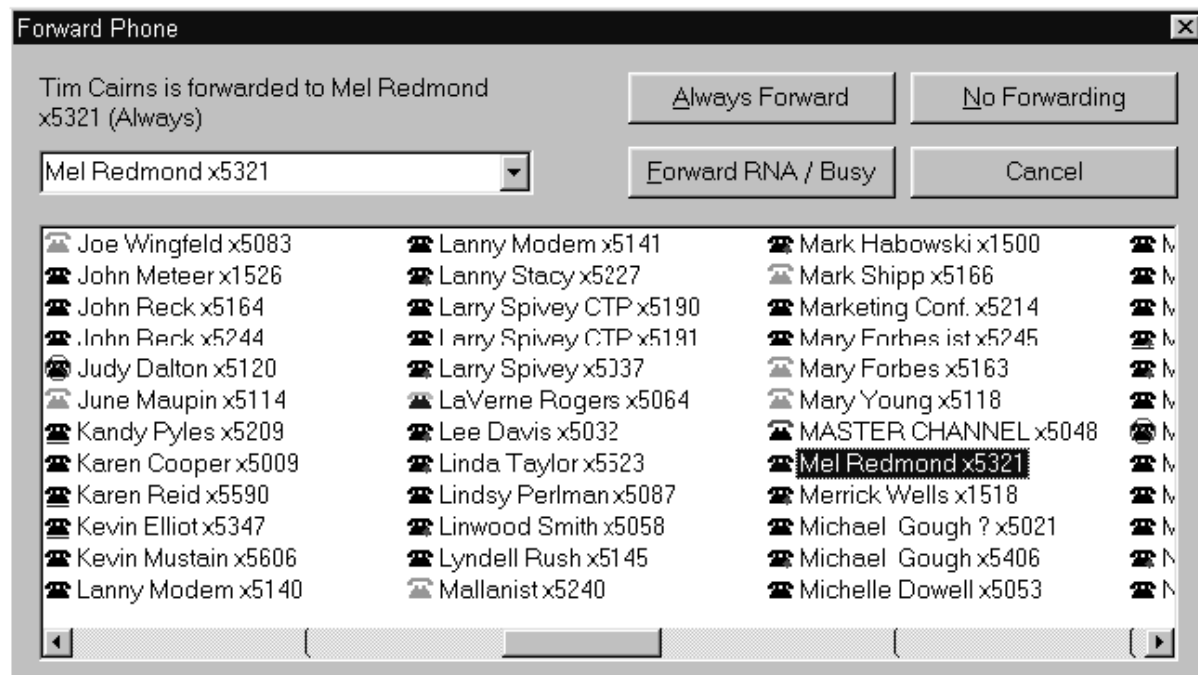 Forward Phone
Tim Cairns is forwarded to Mel Redmond
x5321 (Always)
Always Forward
No Forwarding
Mel Redmond x5321
Forward RNA / Busy
Cancel
Joe Wingfeld x5083
John Meteer x1526
John Reck x5164
John Reck x5244
Judy Dalton x5120
June Maupin x5114
Kandy Pyles x5209
Karen Cooper x5009
Karen Reid x5590
Kevin Elliot x5347
Kevin Mustain x5606
Lanny Modem x5140
Lanny Modem x5141
Lanny Stacy x5227
Larry Spivey CTP x5190
Larry Spivey CTP x5191
Larry Spivey
LaVerne Rogers x5064
Lee Davis x5032
Linda Taylor
Lindsy Perlman x5087
Linwood Smith x5058
Lyndell Rush x5145
Mallanist x5240
Mark Habowski x1500
Mark Shipp x5166
Marketing Conf. x5214
Mary Forbes ist x5245
Mary Forbes x5163
Mary Young x5118
MASTER CHANNEL x5048
Mel Redmond x5321
Merrick Wells x1518
Michael Gough ? x5021
Michael Gough x5406
Michelle Dowell x5053